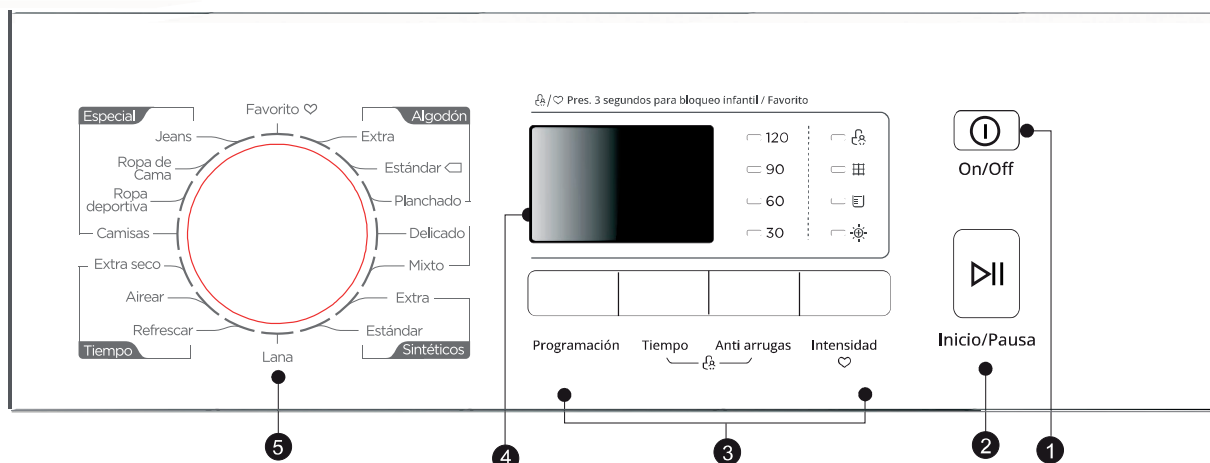 Especial
Favorito ♡
Algodón
Jeans
Extra
Ropa de
Cama
Estándar
Ropa
deportiva
Planchado
Camisas
Delicado
Extra seco
Mixto
Airear
Extra
Refrescar
Estándar
Tiempo
Lana
Sintéticos
5
/♡ Pres. 3 segundos para bloqueo infantil / Favorito
120
90
60
30
4
Programación
Tiempo
Anti arrugas
Intensidad
♡
3
On/Off
Inicio/Pausa
2
1